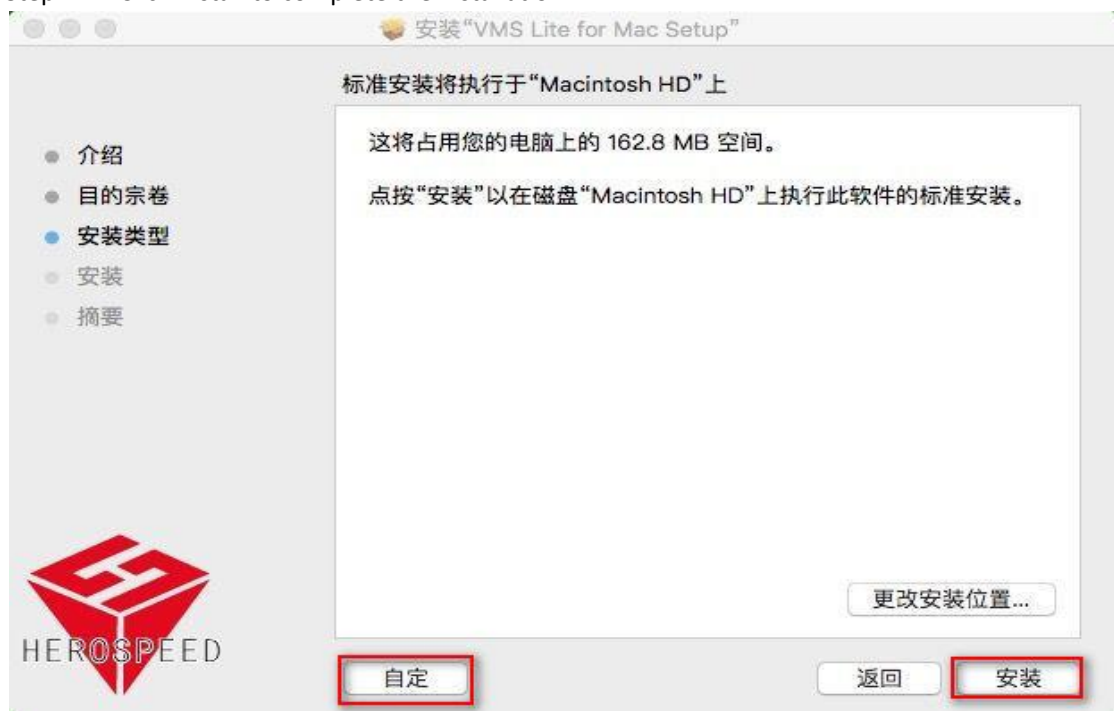 安装“VMS Lite for Mac Setup”
标准安装将执行于“Macintosh HD”上
介绍
目的宗卷
安装类型
安装
摘要
这将占用您的电脑上的 162.8 MB 空间。
点按“安装”以在磁盘“Macintosh HD”上执行此软件的标准安装。
更改安装位置...
HEROSPEED
自定
返回
安装